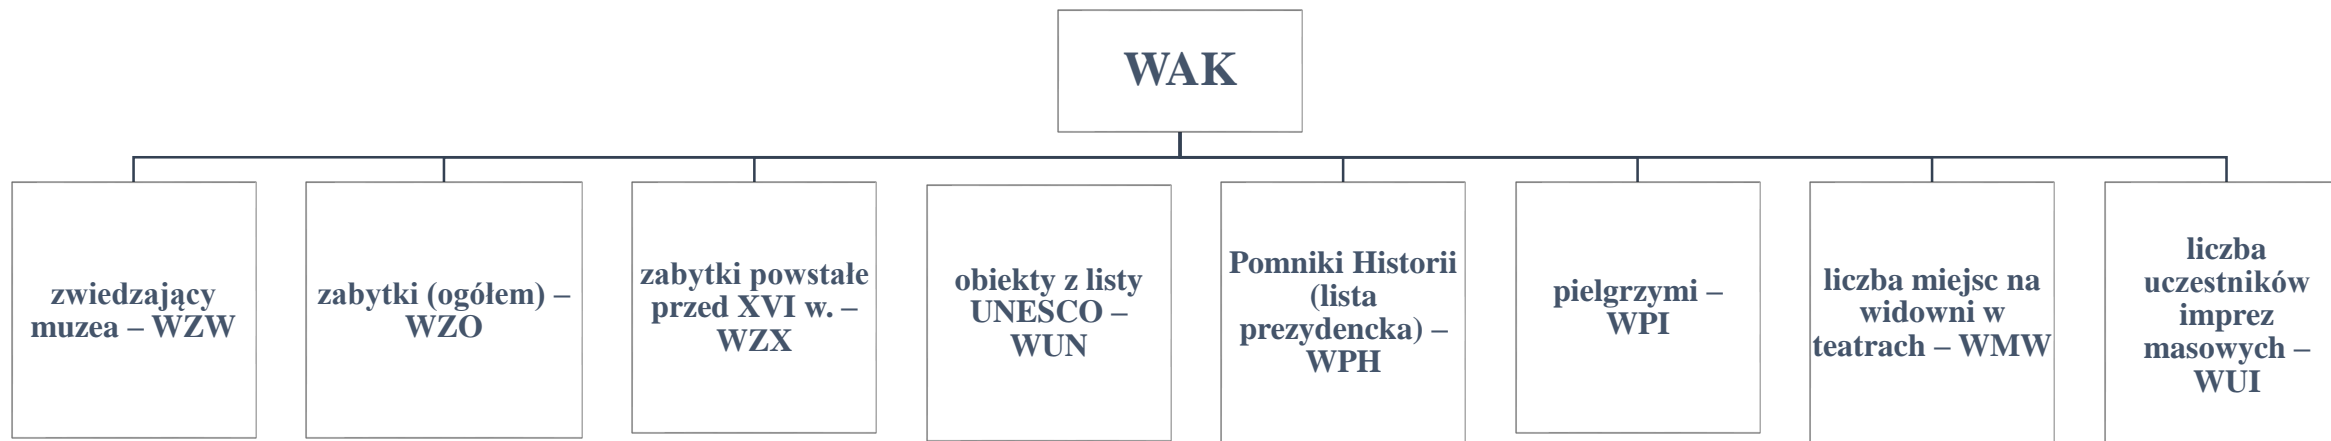 WAK
zwiedzający
muzea – WZW
zabytki (ogółem) –
WZO
zabytki powstałe
przed XVI w. –
WZX
obiekty z listy
UNESCO –
WUN
Pomniki Historii
(lista
prezydencka) –
WPH
pielgrzymi –
WPI
liczba miejsc na
widowni w
teatrach – WMW
liczba
uczestników
imprez
masowych –
WUI